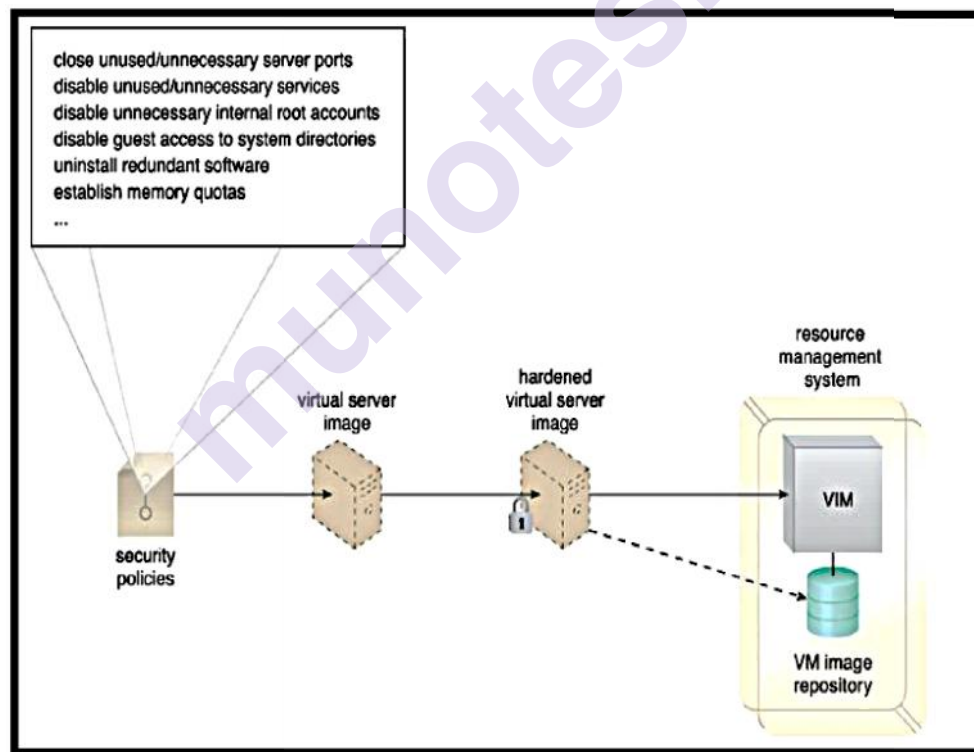 close unused/unnecessary server ports
disable unused/unnecessary services
disable unnecessary internal root accounts
disable guest access to system directories
uninstall redundant software
establish memory quotas
...
resource
management
system
hardened
virtual server
image
virtual server
image
VIM
1
security
policies
VM image
repository
munotes.